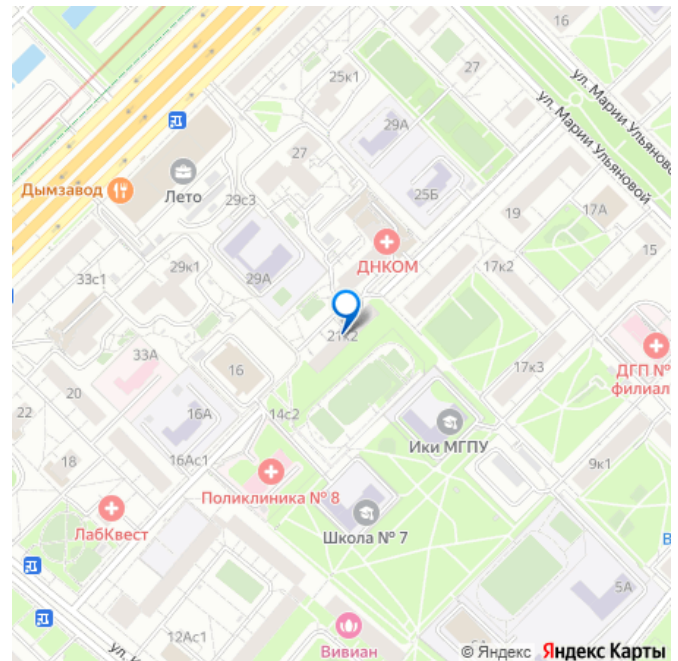 16
25к1
27
ул. Марии Ульяновой
ул. Марии Ульяновой
29А
27
Дымзавод
Лето
29с3
25Б
19
17А
15
ДНКОМ
17к2
33с1
29к1
29А
21к2
33А
16
17к3
ДГП №
филиал
20
22
16А
14с2
Ики МГПУ
18
16Ас1
9к1
Поликлиника № 8
ЛабКвест
Школа № 7
В
5А
12Ас1
ул. К
Вивиан
© Яндекс Яндекс Карты